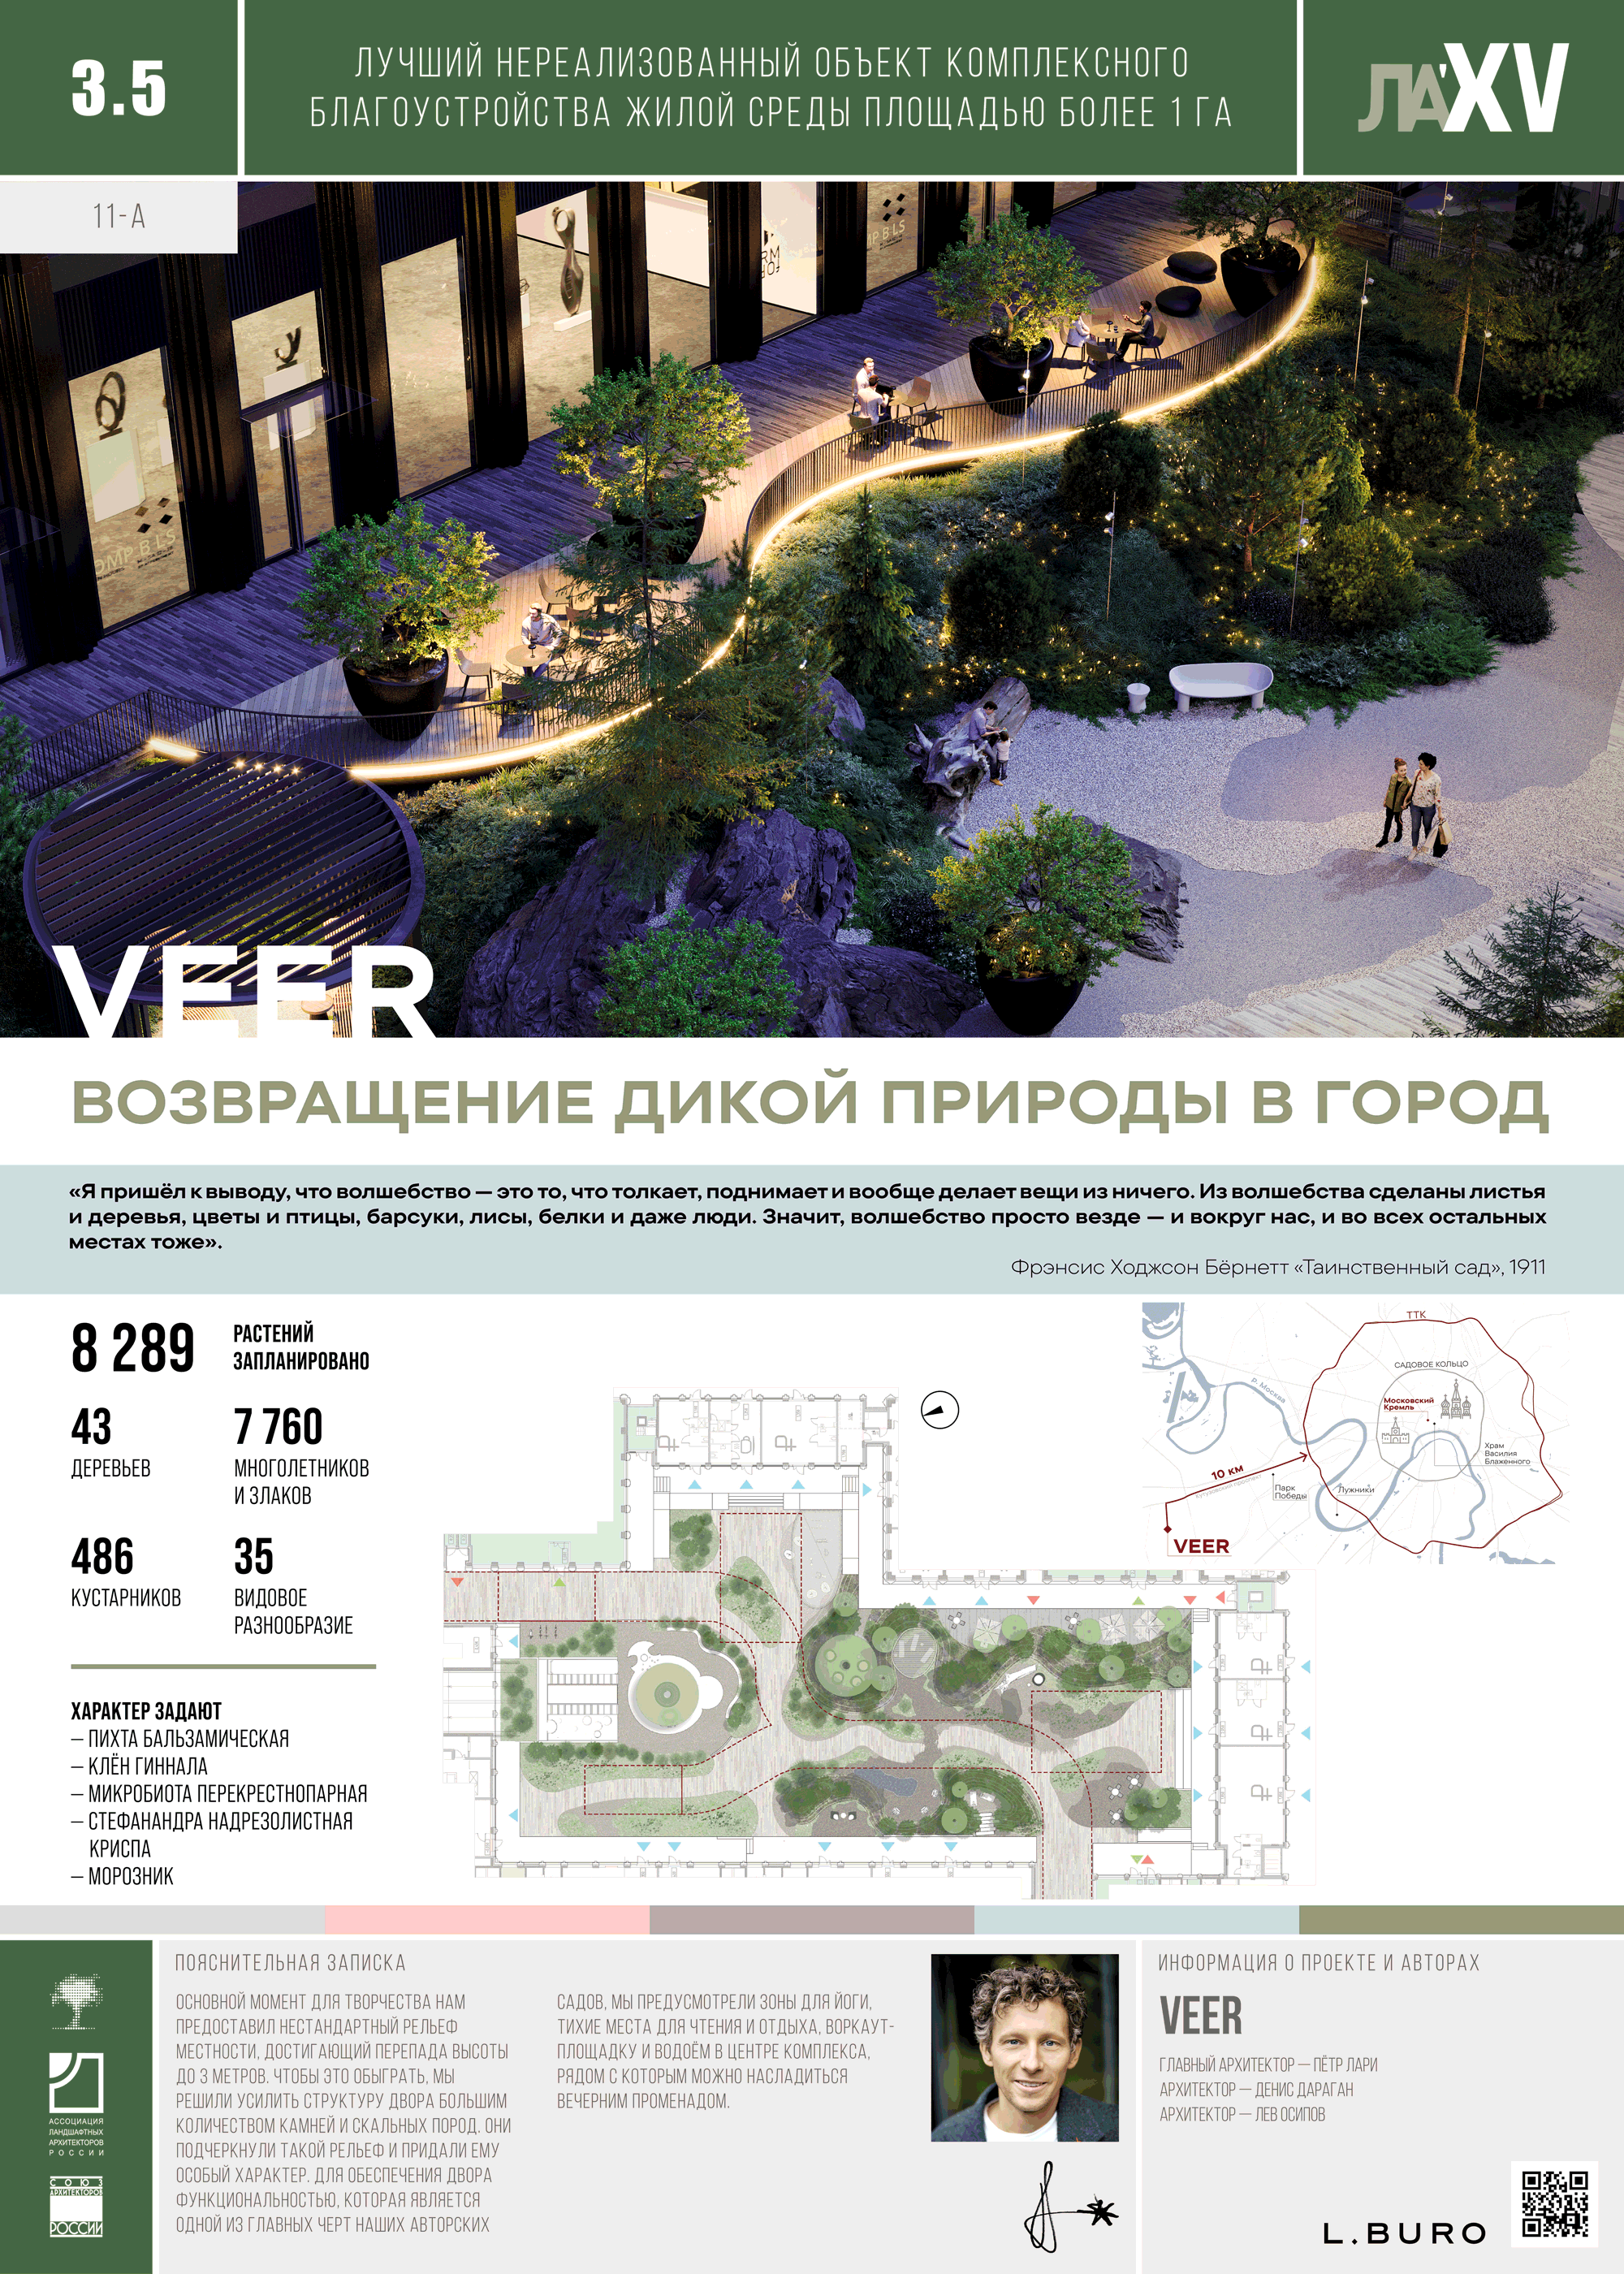 3.5
ЛУЧШИЙ НЕРЕАЛИЗОВАННЫЙ ОБЪЕКТ КОМПЛЕКСНОГО
БЛАГОУСТРОЙСТВА ЖИЛОЙ СРЕДЫ ПЛОЩАДЬЮ БОЛЕЕ 1 ГА
ЛА'XV
11-А
VEER
ВОЗВРАЩЕНИЕ ДИКОЙ ПРИРОДЫ В ГОРОД
«Я пришёл к выводу, что волшебство — это то, что толкает, поднимает и вообще делает вещи из ничего. Из волшебства сделаны листья
и деревья, цветы и птицы, барсуки, лисы, белки и даже люди. Значит, волшебство просто везде — и вокруг нас, и во всех остальных
местах тоже».
Фрэнсис Ходжсон Бёрнетт «Таинственный сад», 1911
8 289
РАСТЕНИЙ
ЗАПЛАНИРОВАНО
43
ДЕРЕВЬЕВ
7 760
МНОГОЛЕТНИКОВ
И ЗЛАКОВ
486
КУСТАРНИКОВ
35
ВИДОВОЕ
РАЗНООБРАЗИЕ
ХАРАКТЕР ЗАДАЮТ
— ПИХТА БАЛЬЗАМИЧЕСКАЯ
— КЛЁН ГИННАЛА
— МИКРОБИОТА ПЕРЕКРЕСТНОПАРНАЯ
— СТЕФАНАНДРА НАДРЕЗОЛИСТНАЯ
КРИСПА
— МОРОЗНИК
ТТК
САДОВОЕ КОЛЬЦО
р. Москва
Московский
Кремль
Храм
Василия
Блаженного
10 км
Парк
Победы
Лужники
VEER
ПОЯСНИТЕЛЬНАЯ ЗАПИСКА
ОСНОВНОЙ МОМЕНТ ДЛЯ ТВОРЧЕСТВА НАМ
ПРЕДОСТАВИЛ НЕСТАНДАРТНЫЙ РЕЛЬЕФ
МЕСТНОСТИ, ДОСТИГАЮЩИЙ ПЕРЕПАДА ВЫСОТЫ
ДО 3 МЕТРОВ. ЧТОБЫ ЭТО ОБЫГРАТЬ, МЫ
РЕШИЛИ УСИЛИТЬ СТРУКТУРУ ДВОРА БОЛЬШИМ
КОЛИЧЕСТВОМ КАМНЕЙ И СКАЛЬНЫХ ПОРОД. ОНИ
ПОДЧЕРКНУЛИ ТАКОЙ РЕЛЬЕФ И ПРИДАЛИ ЕМУ
ОСОБЫЙ ХАРАКТЕР. ДЛЯ ОБЕСПЕЧЕНИЯ ДВОРА
ФУНКЦИОНАЛЬНОСТЬЮ, КОТОРАЯ ЯВЛЯЕТСЯ
ОДНОЙ ИЗ ГЛАВНЫХ ЧЕРТ НАШИХ АВТОРСКИХ
САДОВ, МЫ ПРЕДУСМОТРЕЛИ ЗОНЫ ДЛЯ ЙОГИ,
ТИХИЕ МЕСТА ДЛЯ ЧТЕНИЯ И ОТДЫХА, ВОРКАУТ-
ПЛОЩАДКУ И ВОДОЁМ В ЦЕНТРЕ КОМПЛЕКСА,
РЯДОМ С КОТОРЫМ МОЖНО НАСЛАДИТЬСЯ
ВЕЧЕРНИМ ПРОМЕНАДОМ.
ИНФОРМАЦИЯ О ПРОЕКТЕ И АВТОРАХ
VEER
ГЛАВНЫЙ АРХИТЕКТОР — ПЁТР ЛАРИ
АРХИТЕКТОР — ДЕНИС ДАРАГАН
АРХИТЕКТОР — ЛЕВ ОСИПОВ
L.BURO
АССОЦИАЦИЯ
ЛАНДШАФТНЫХ
АРХИТЕКТОРОВ
РОССИИ
СОЮЗ
АРХИТЕКТОРОВ
РОССИИ